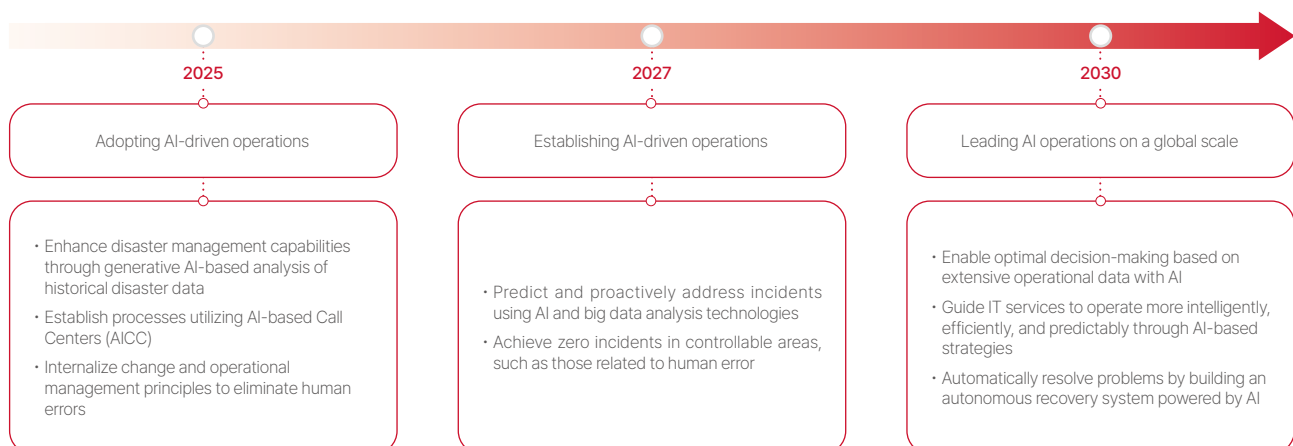 2025
2027
2030
Adopting AI-driven operations
Establishing AI-driven operations
Leading AI operations on a global scale
・Enhance disaster management capabilities
through generative AI-based analysis of
historical disaster data
・Establish processes utilizing AI-based Call
Centers (AICC)
・Internalize change and operational
management principles to eliminate human
errors
・Predict and proactively address incidents
using AI and big data analysis technologies
・Achieve zero incidents in controllable areas,
such as those related to human error
・Enable optimal decision-making based on
extensive operational data with AI
・Guide IT services to operate more intelligently,
efficiently, and predictably through AI-based
strategies
・Automatically resolve problems by building an
autonomous recovery system powered by AI